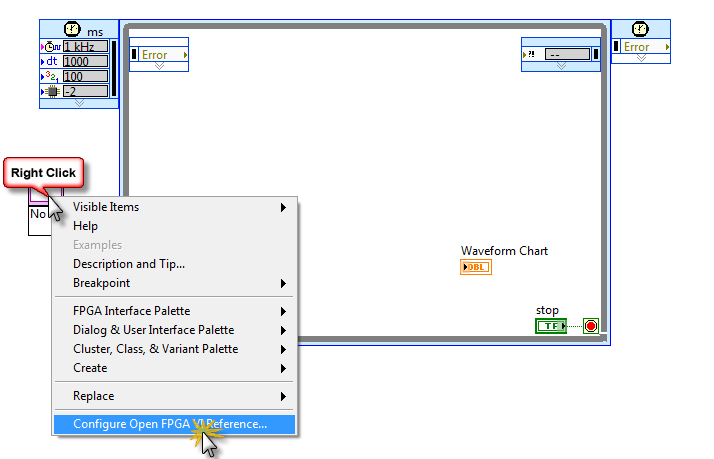 ms
1 kHz
dt 1000
321 100
-2
Error
?! --
Error
Right Click
No
Visible Items
Help
Examples
Description and Tip...
Breakpoint
FPGA Interface Palette
Dialog & User Interface Palette
Cluster, Class, & Variant Palette
Create
Replace
Configure Open FPGA VI Reference...
Waveform Chart
DBL
stop
TF